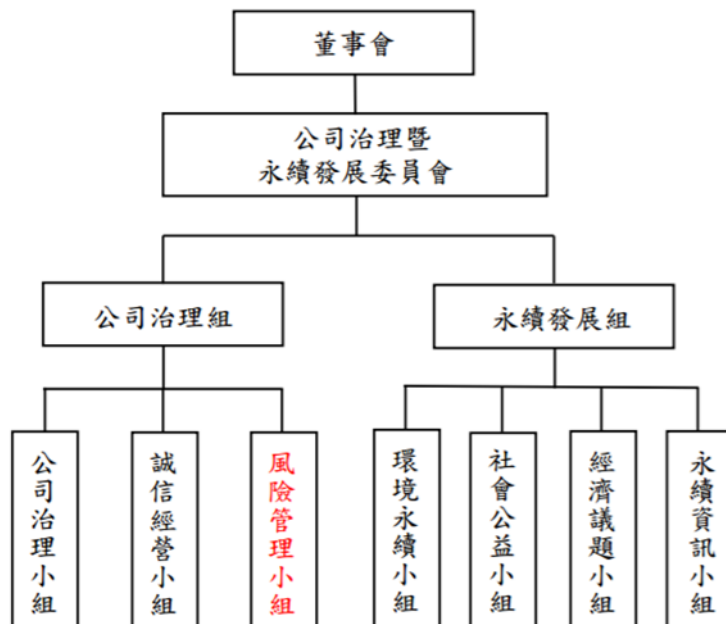 董事會
公司治理暨
永續發展委員會
公司治理組
永續發展組
公司治理小組
誠信經營小組
風險管理小組
環境永續小組
社會公益小組
經濟議題小組
永續資訊小組